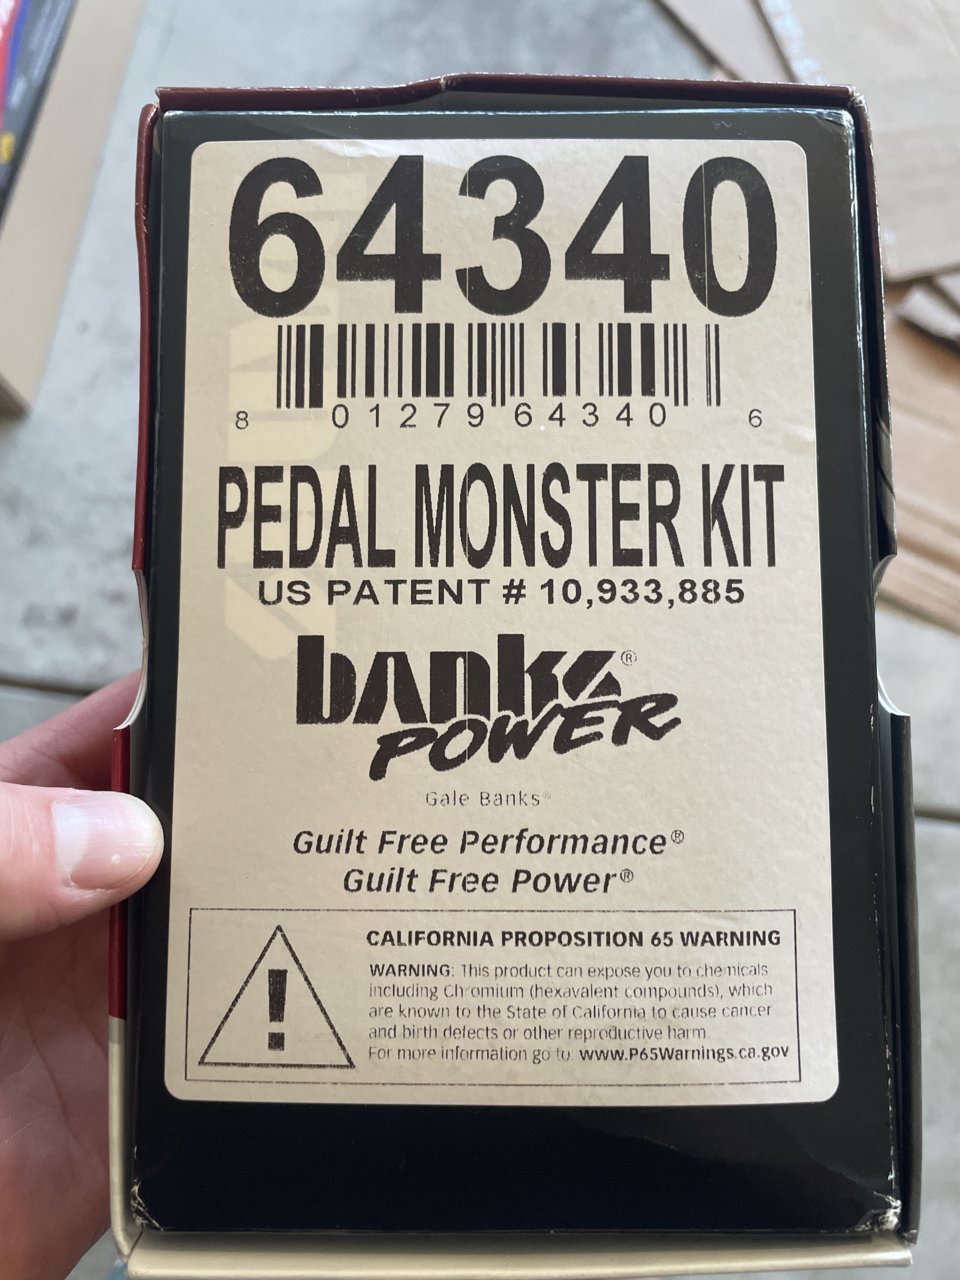 64340
8 01279 64340 6
PEDAL MONSTER KIT
US PATENT # 10,933,885
banks®
POWER
Gale Banks®
Guilt Free Performance®
Guilt Free Power®
CALIFORNIA PROPOSITION 65 WARNING
WARNING: This product can expose you to chemicals
including Chromium (hexavalent compounds), which
are known to the State of California to cause cancer
and birth defects or other reproductive harm.
For more information go to: www.P65Warnings.ca.gov